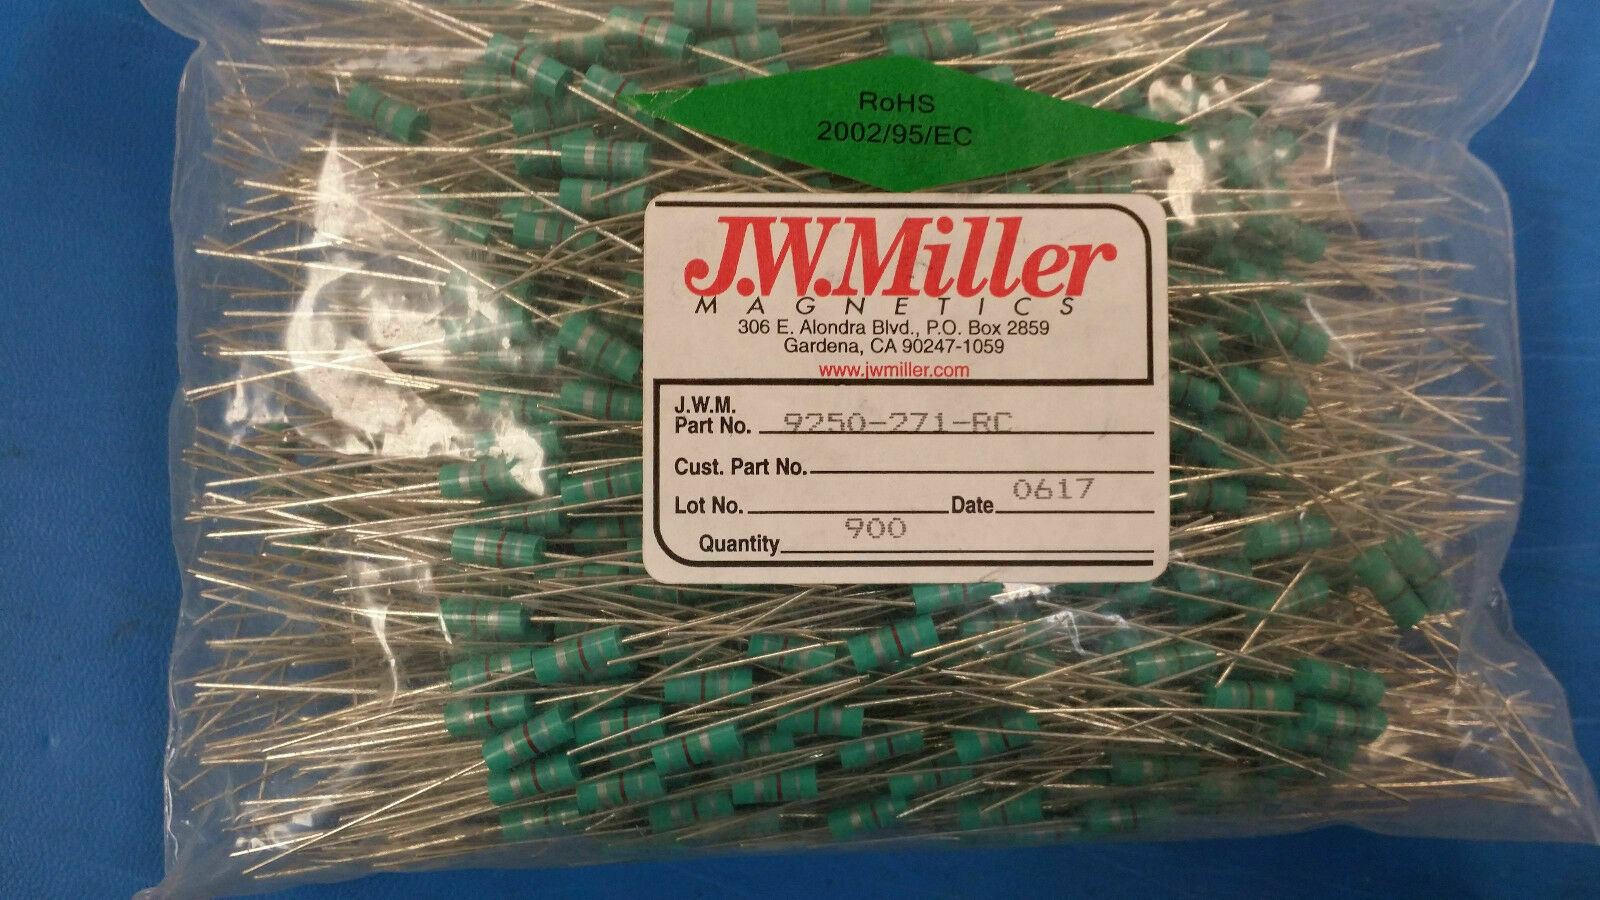 RoHS
2002/95/EC
J.W.Miller
MAGNETICS
306 E. Alondra Blvd., P.O. Box 2859
Gardena, CA 90247-1059
www.jwmiller.com
J.W.M.
Part No. 9250-271-RC
Cust. Part No.
Lot No. Date 0617
Quantity 900